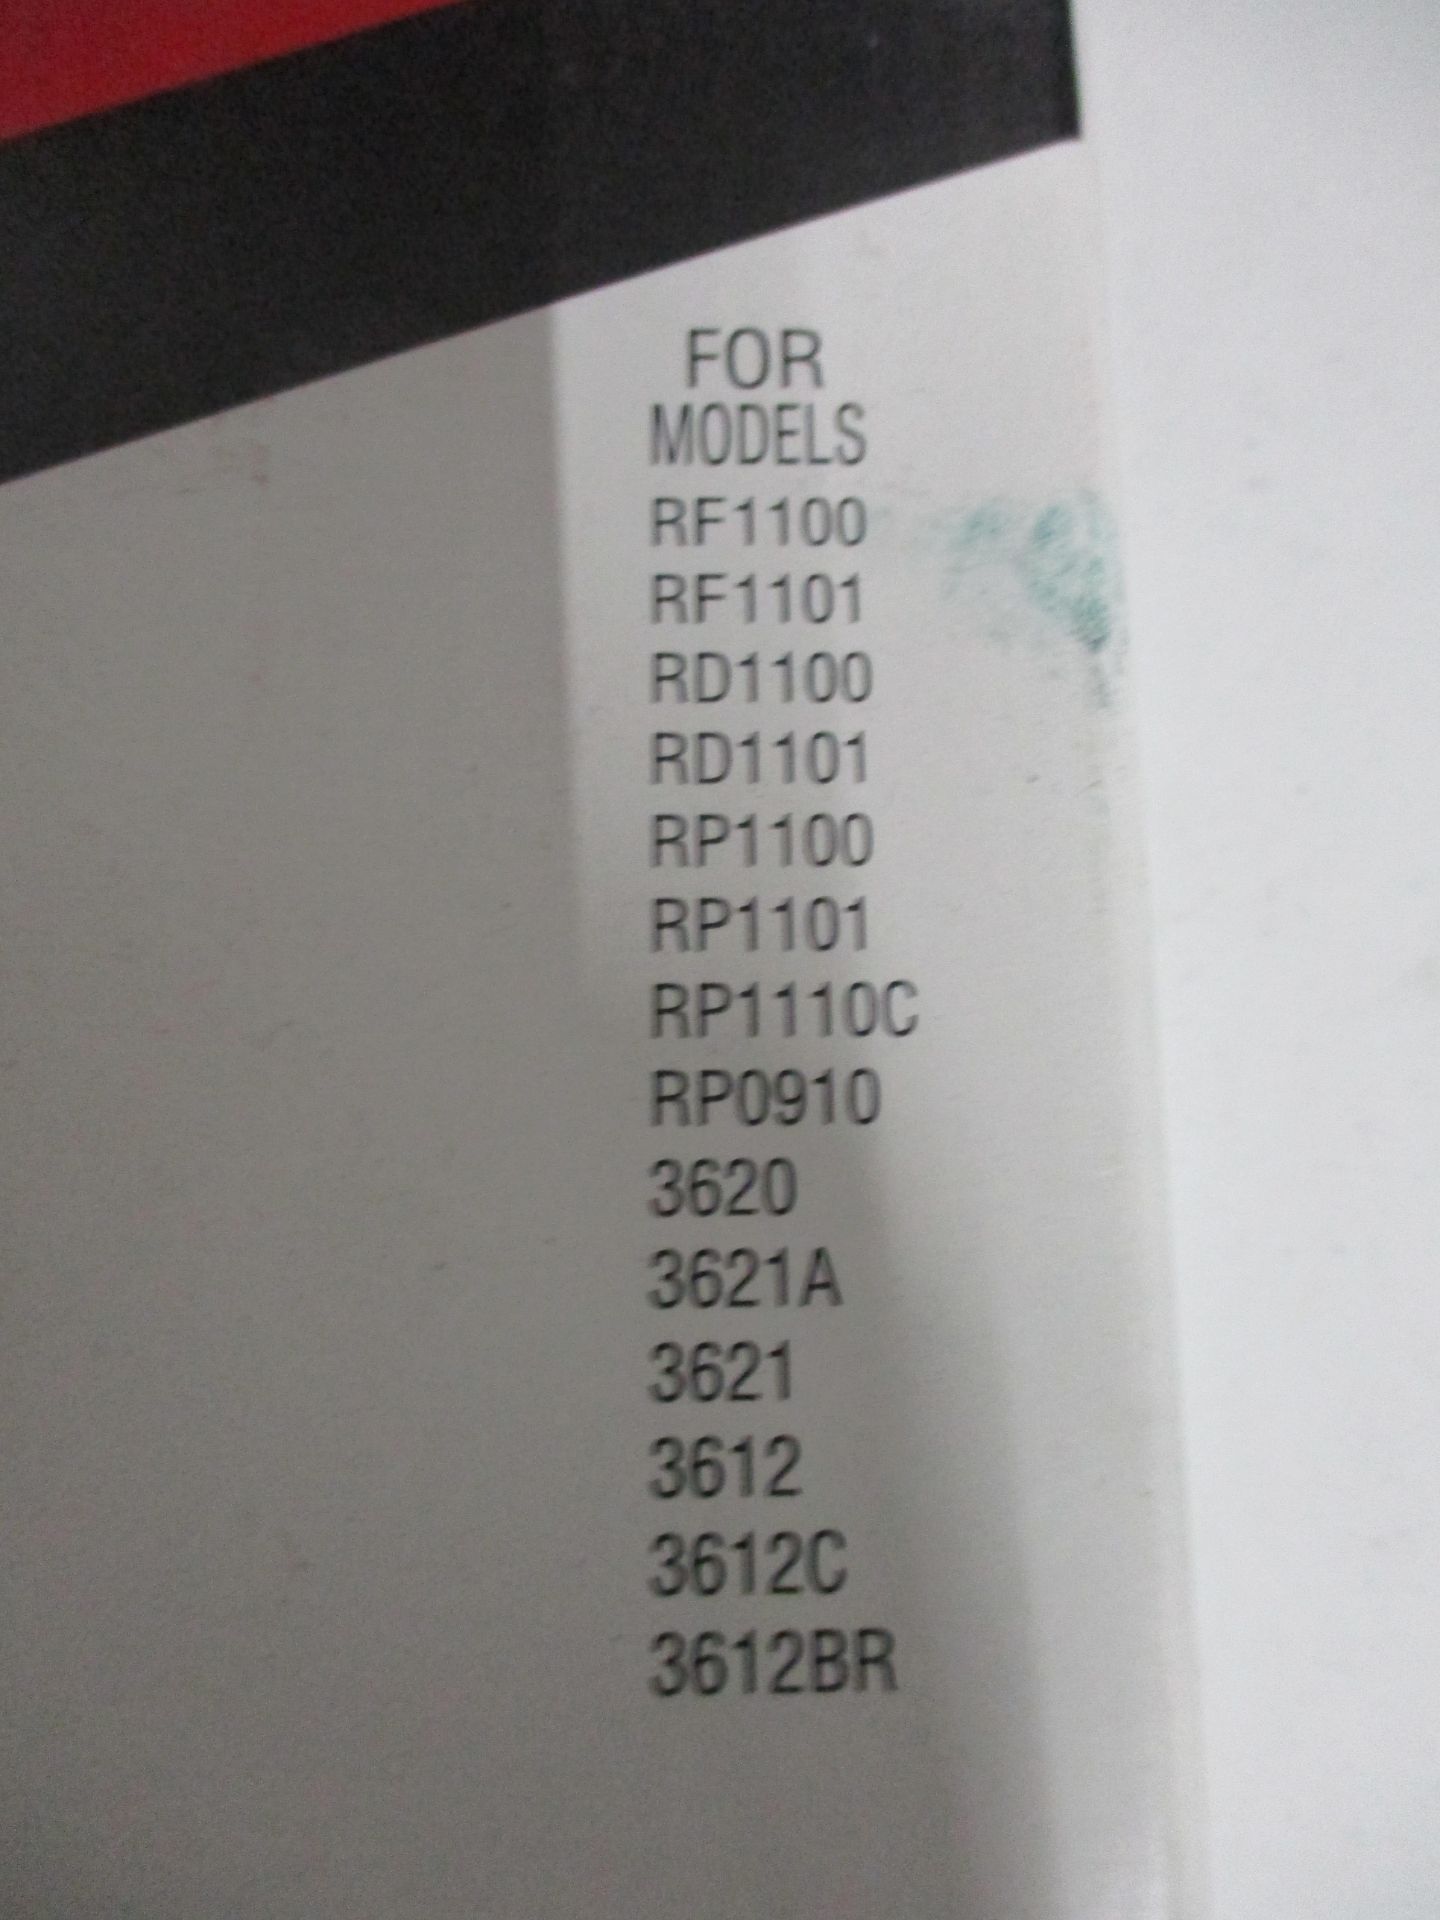 FOR
MODELS
RF1100
RF1101
RD1100
RD1101
RP1100
RP1101
RP1110C
RP0910
3620
3621A
3621
3612
3612C
3612BR